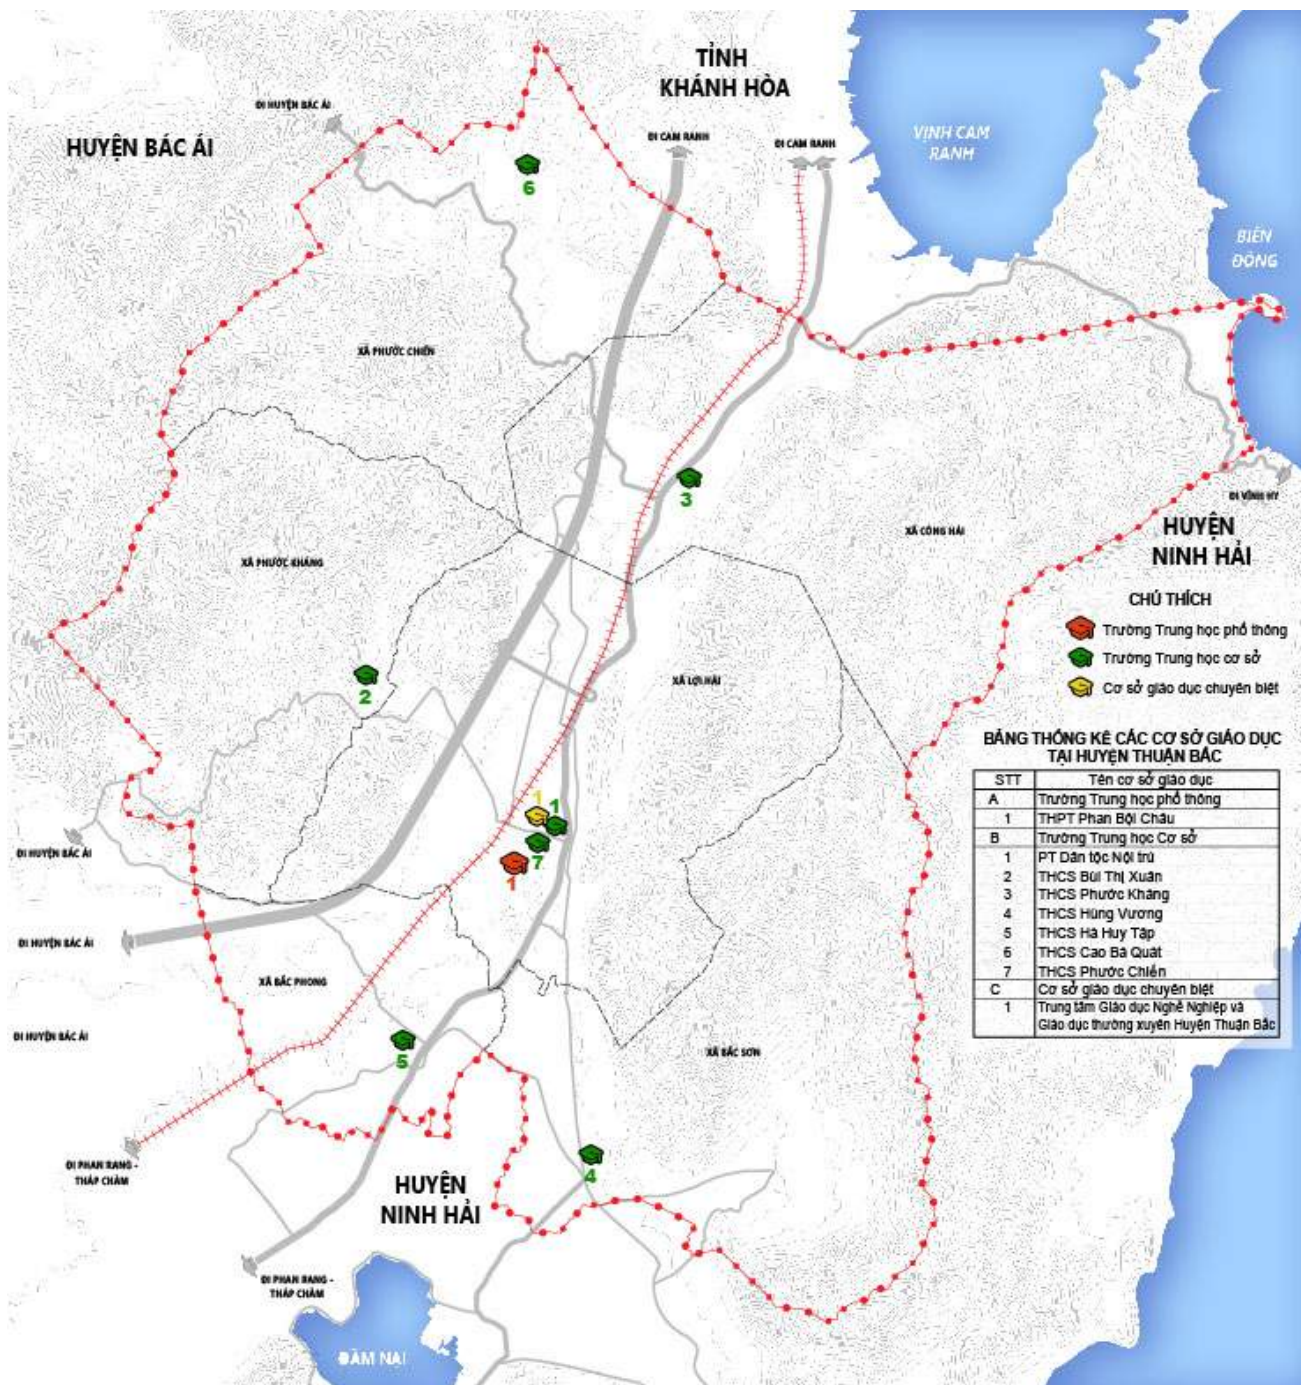 TỈNH
KHÁNH HÒA
ĐI HUYỆN BÁC ÁI
HUYỆN BÁC ÁI
ĐI CAM RANH
ĐI CAM RANH
VỊNH CAM
RANH
6
BIỂN
ĐÔNG
XÃ PHƯỚC CHIẾN
3
ĐI VĨNH HY
XÃ CÔNG HẢI
HUYỆN
NINH HẢI
XÃ PHƯỚC KHÁNG
CHÚ THÍCH
Trường Trung học phổ thông
Trường Trung học cơ sở
Cơ sở giáo dục chuyên biệt
2
XÃ LỢI HẢI
BẢNG THỐNG KÊ CÁC CƠ SỞ GIÁO DỤC
TẠI HUYỆN THUẬN BẮC
STT Tên cơ sở giáo dục
A Trường Trung học phổ thông
1 THPT Phan Bội Châu
B Trường Trung học Cơ sở
1 PT Dân tộc Nội trú
2 THCS Bùi Thị Xuân
3 THCS Phước Kháng
4 THCS Hùng Vương
5 THCS Hà Huy Tập
6 THCS Cao Bá Quát
7 THCS Phước Chiến
C Cơ sở giáo dục chuyên biệt
1 Trung tâm Giáo dục Nghề Nghiệp và
Giáo dục thường xuyên Huyện Thuận Bắc
1
1
7
1
ĐI HUYỆN BÁC ÁI
ĐI HUYỆN BÁC ÁI
XÃ BẮC PHONG
ĐI HUYỆN BÁC ÁI
5
XÃ BẮC SƠN
ĐI PHAN RANG -
THÁP CHÀM
4
HUYỆN
NINH HẢI
ĐI PHAN RANG -
THÁP CHÀM
ĐẦM NẠI